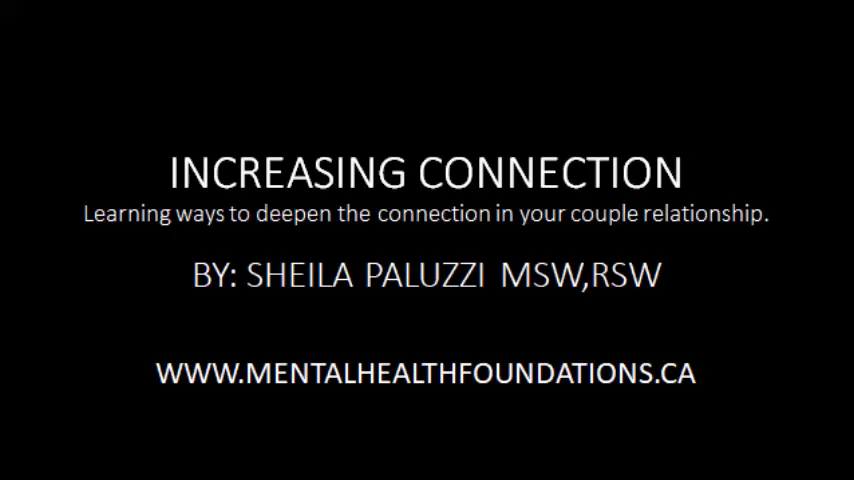 INCREASING CONNECTION
Learning ways to deepen the connection in your couple relationship.
BY: SHEILA PALUZZI MSW,RSW
WWW.MENTALHEALTHFOUNDATIONS.CA